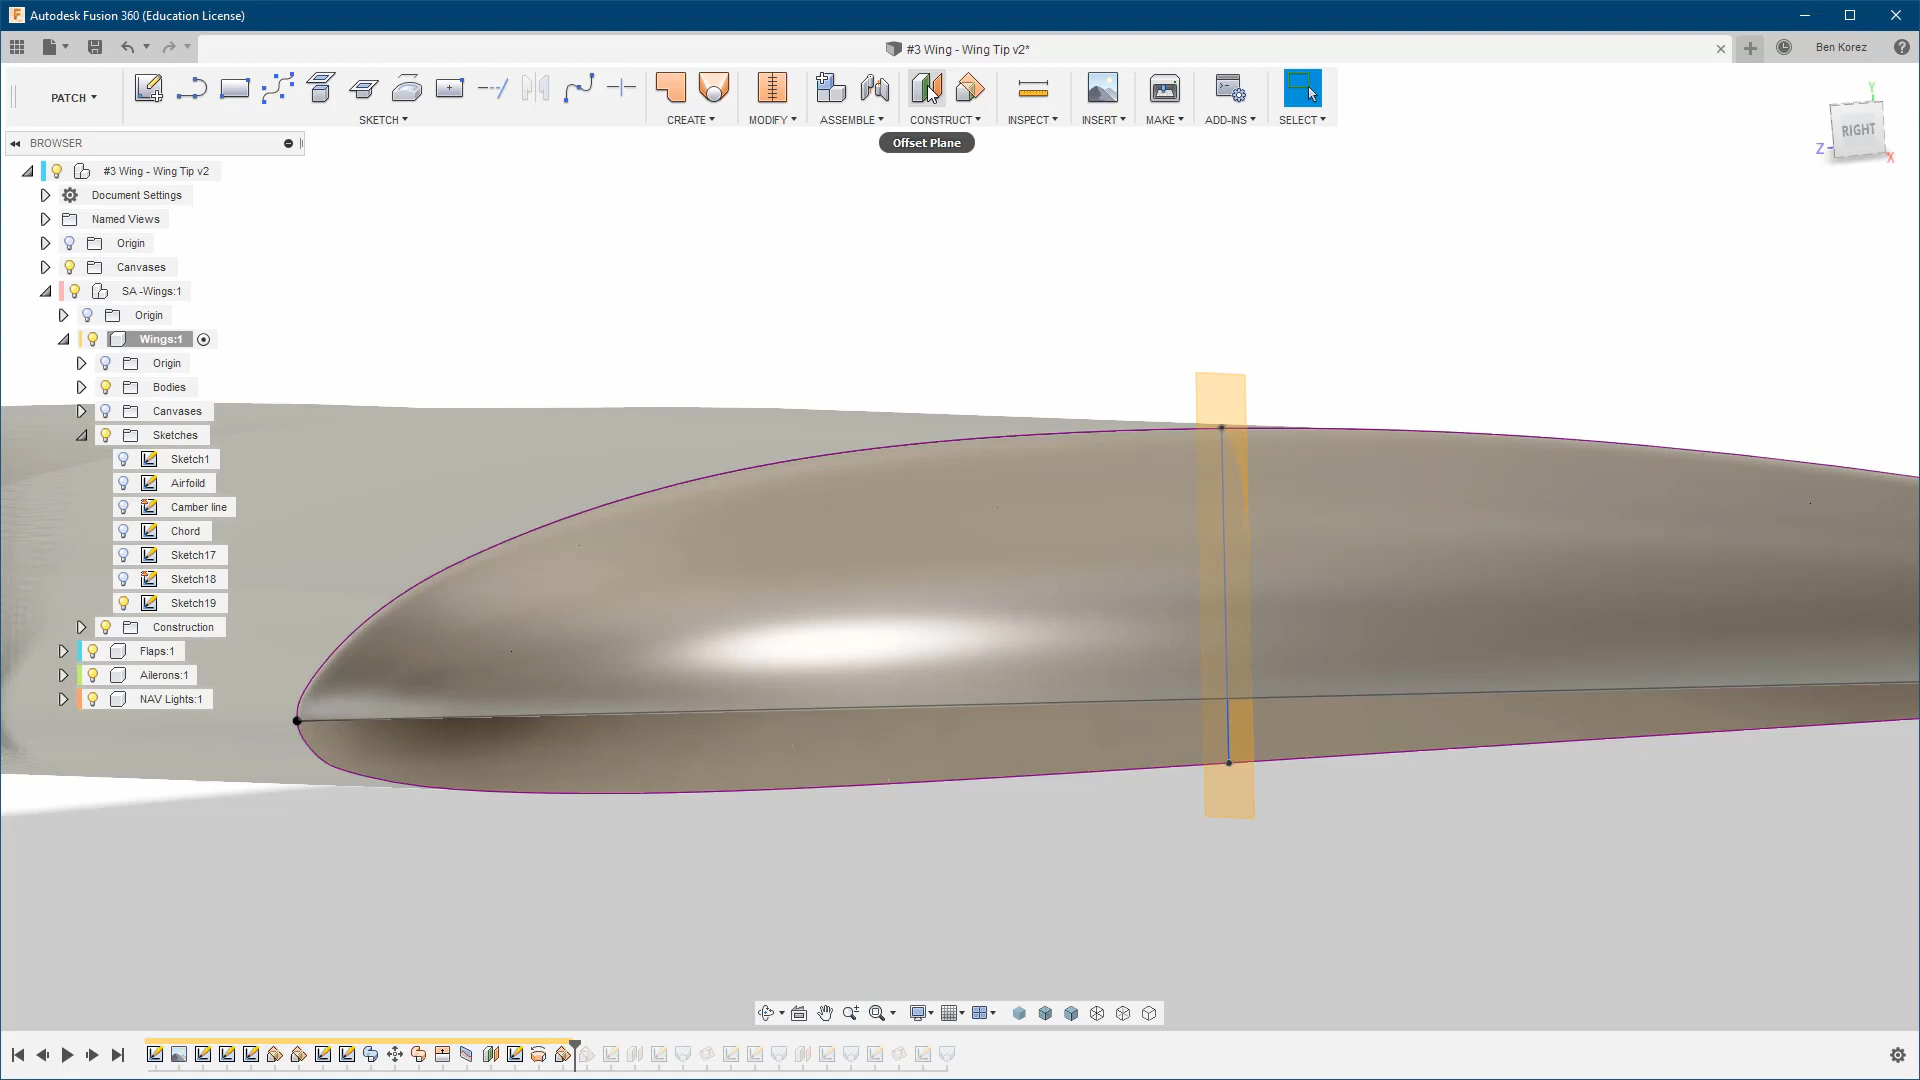 Autodesk Fusion 360 (Education License)
#3 Wing - Wing Tip v2*
Ben Korez
PATCH
SKETCH
CREATE
MODIFY
ASSEMBLE
CONSTRUCT
INSPECT
INSERT
MAKE
ADD-INS
SELECT
Offset Plane
Y
RIGHT
Z
X
BROWSER
#3 Wing - Wing Tip v2
Document Settings
Named Views
Origin
Canvases
SA -Wings:1
Origin
Wings:1
Origin
Bodies
Canvases
Sketches
Sketch1
Airfoild
Camber line
Chord
Sketch17
Sketch18
Sketch19
Construction
Flaps:1
Ailerons:1
NAV Lights:1